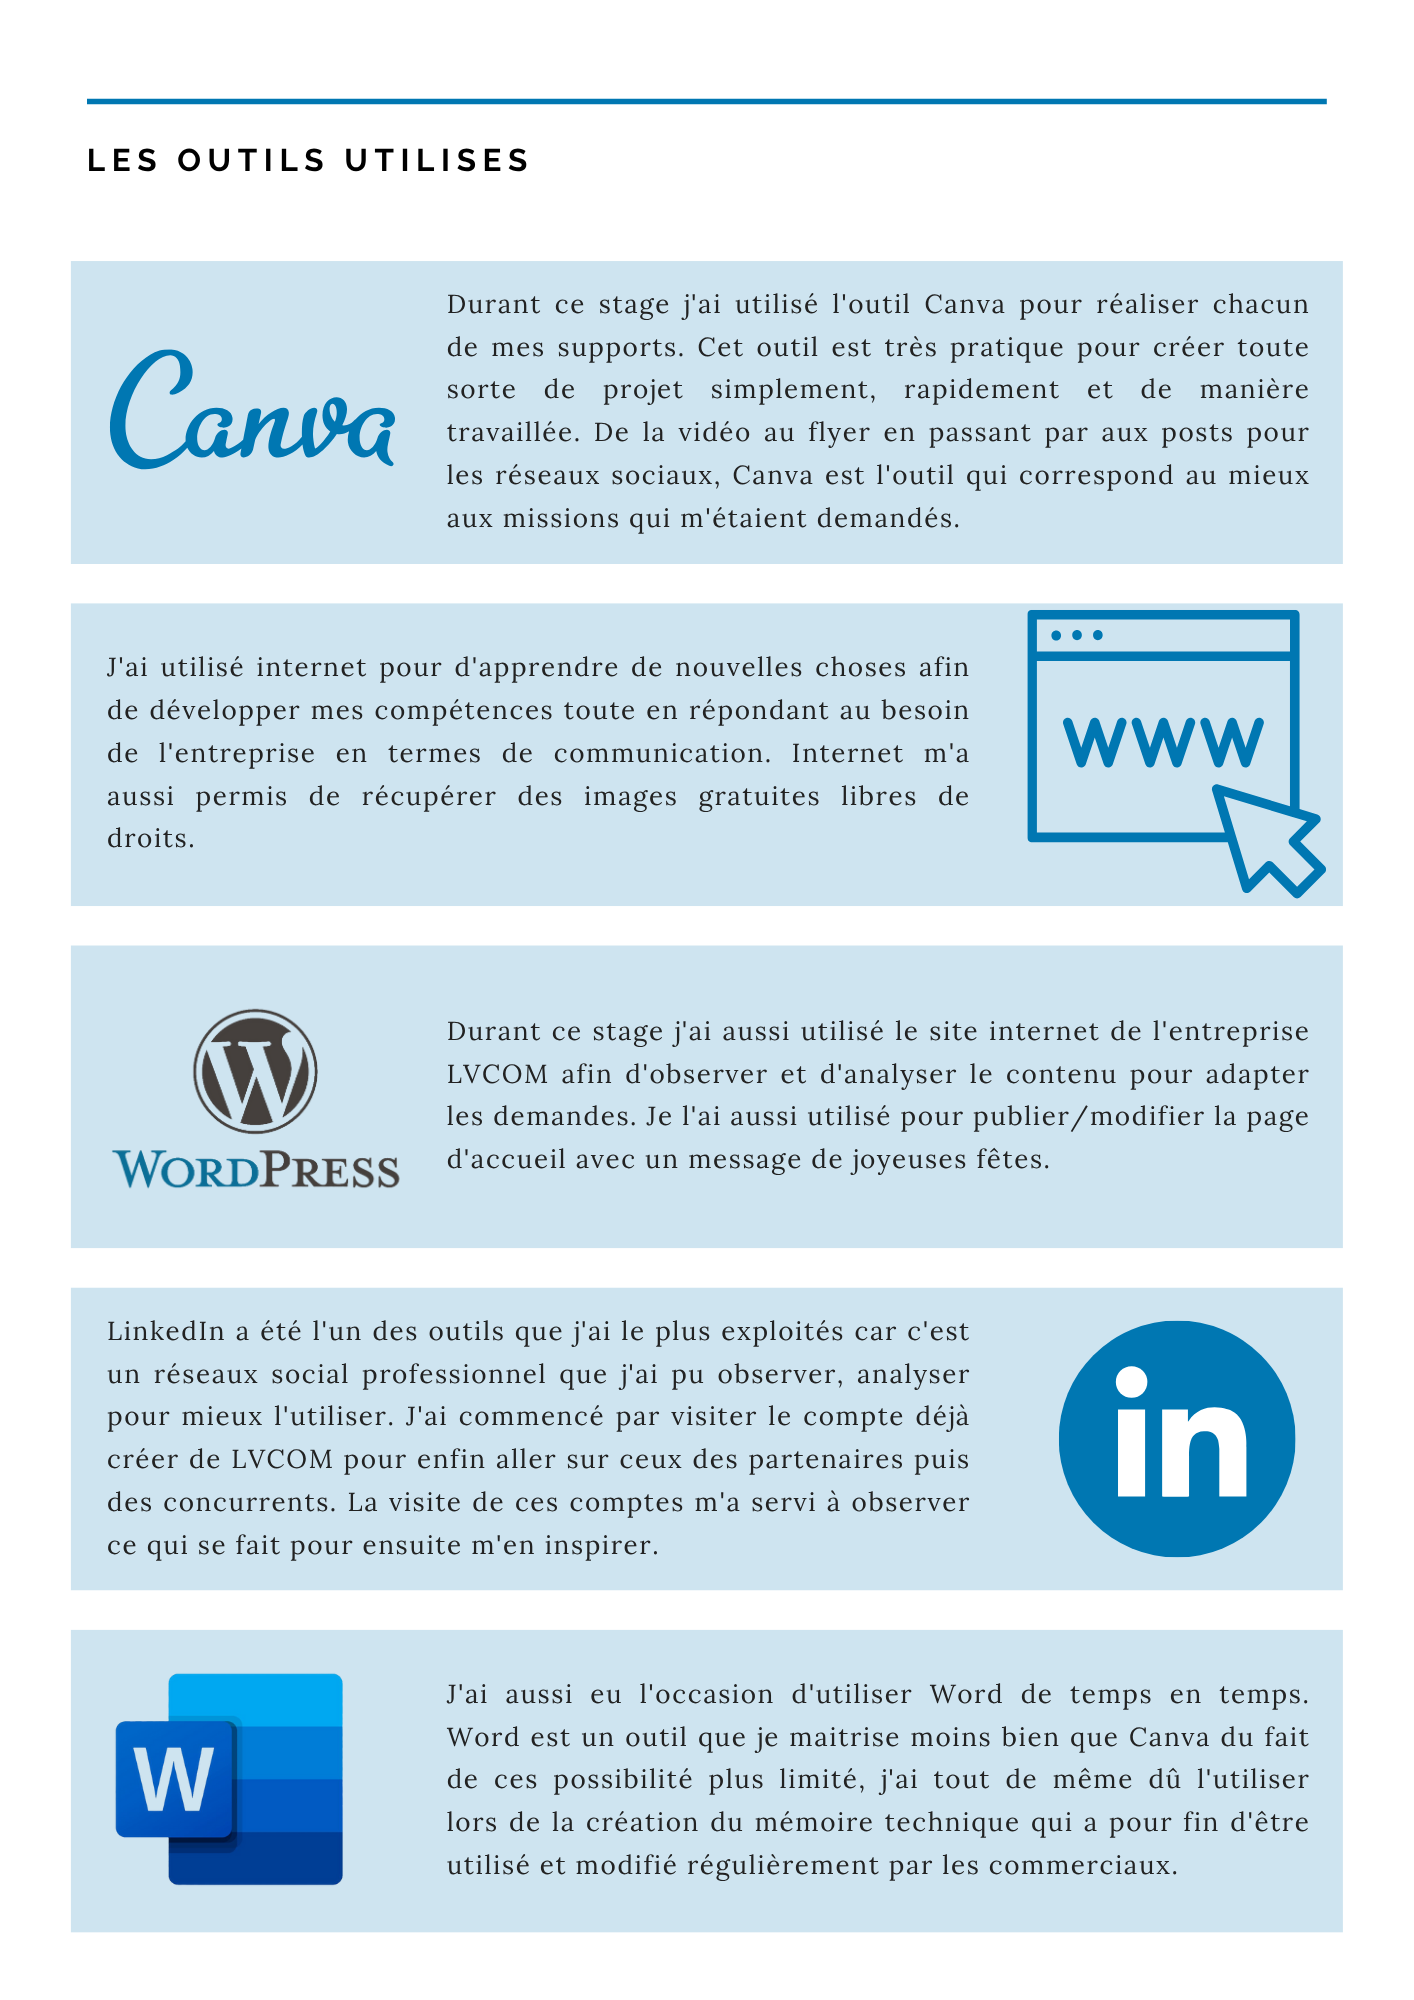 LES OUTILS UTILISES
Canva
Durant ce stage j'ai utilisé l'outil Canva pour réaliser chacun
de mes supports. Cet outil est très pratique pour créer toute
sorte de projet simplement, rapidement et de manière
travaillée. De la vidéo au flyer en passant par aux posts pour
les réseaux sociaux, Canva est l'outil qui correspond au mieux
aux missions qui m'étaient demandés.
J'ai utilisé internet pour d'apprendre de nouvelles choses afin
de développer mes compétences toute en répondant au besoin
de l'entreprise en termes de communication. Internet m'a
aussi permis de récupérer des images gratuites libres de
droits.
WWW
W
WORDPRESS
Durant ce stage j'ai aussi utilisé le site internet de l'entreprise
LVCOM afin d'observer et d'analyser le contenu pour adapter
les demandes. Je l'ai aussi utilisé pour publier/modifier la page
d'accueil avec un message de joyeuses fêtes.
LinkedIn a été l'un des outils que j'ai le plus exploités car c'est
un réseaux social professionnel que j'ai pu observer, analyser
pour mieux l'utiliser. J'ai commencé par visiter le compte déjà
créer de LVCOM pour enfin aller sur ceux des partenaires puis
des concurrents. La visite de ces comptes m'a servi à observer
ce qui se fait pour ensuite m'en inspirer.
in
W
J'ai aussi eu l'occasion d'utiliser Word de temps en temps.
Word est un outil que je maitrise moins bien que Canva du fait
de ces possibilité plus limité, j'ai tout de même dû l'utiliser
lors de la création du mémoire technique qui a pour fin d'être
utilisé et modifié régulièrement par les commerciaux.